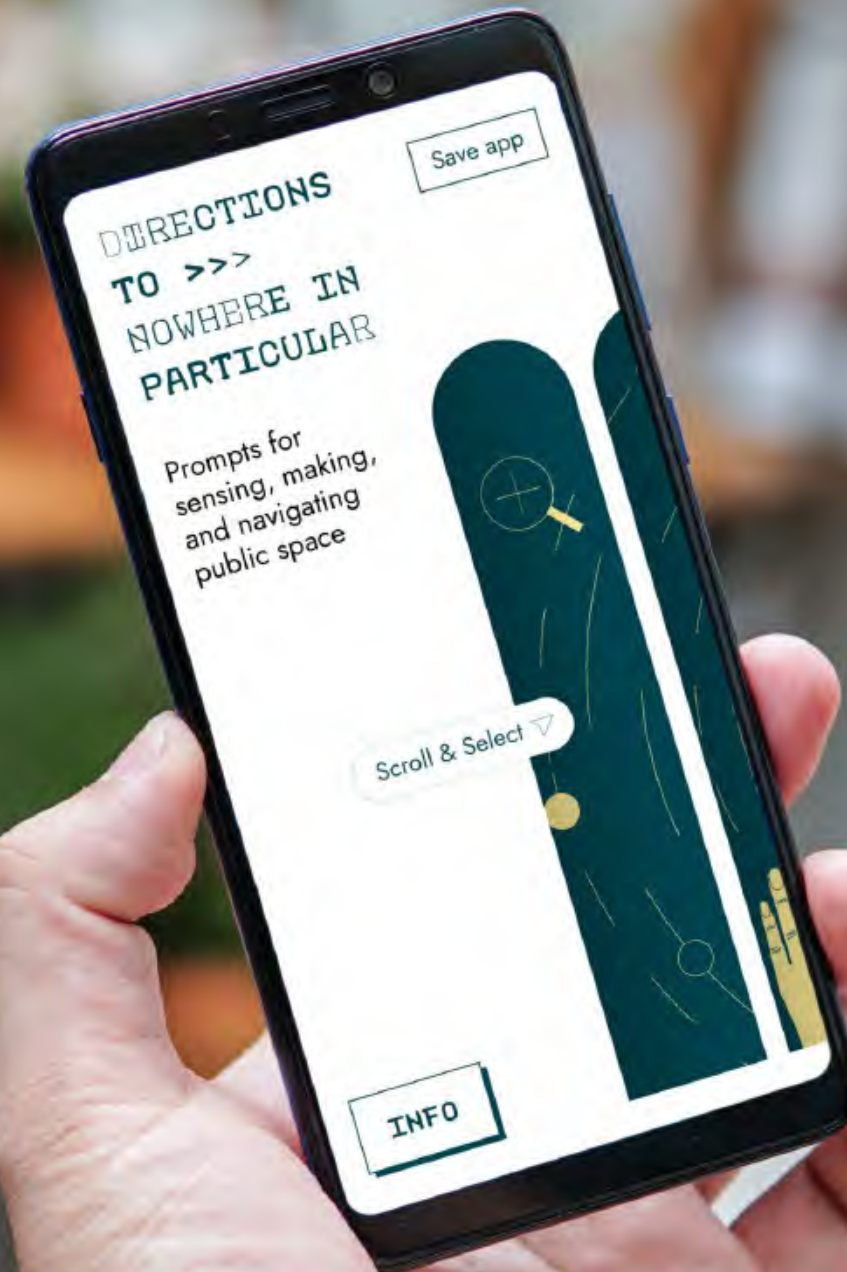 Save app
DIRECTIONS
TO >>>
NOWHERE IN
PARTICULAR
Prompts for
sensing, making,
and navigating
public space
Scroll & Select
INFO